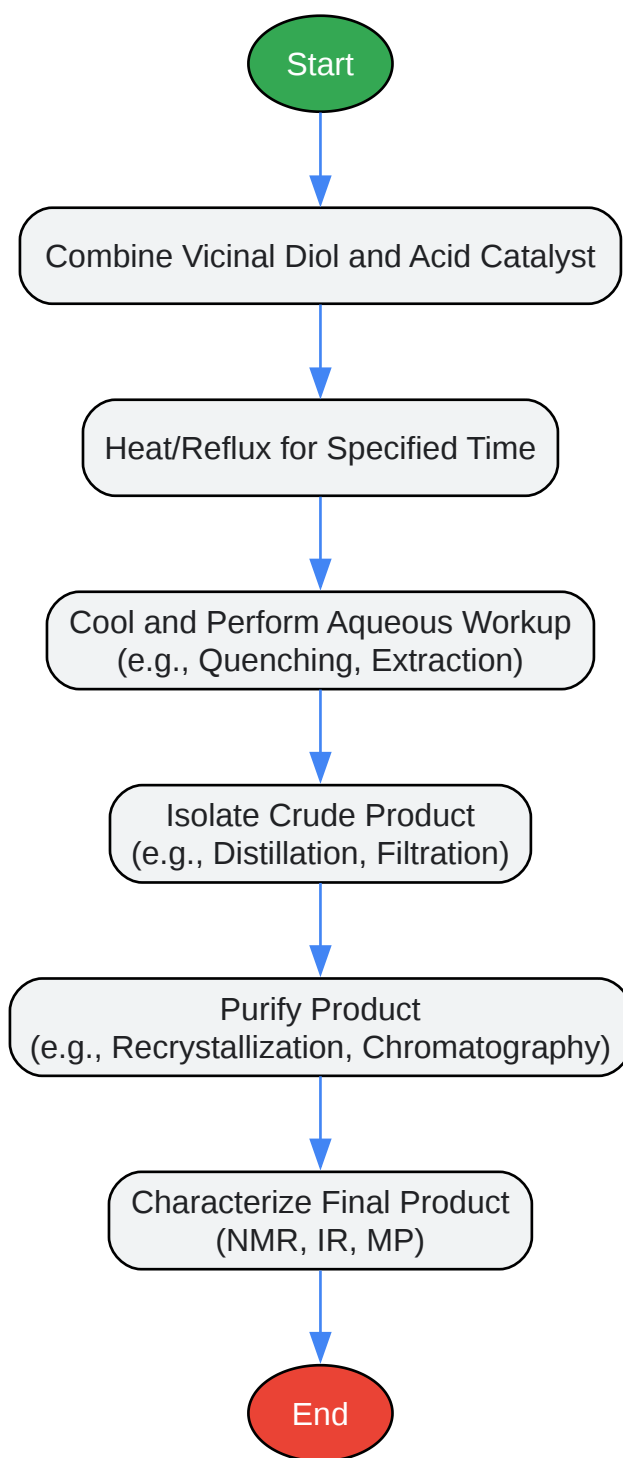 Start
Combine Vicinal Diol and Acid Catalyst
Heat/Reflux for Specified Time
Cool and Perform Aqueous Workup
(e.g., Quenching, Extraction)
Isolate Crude Product
(e.g., Distillation, Filtration)
Purify Product
(e.g., Recrystallization, Chromatography)
Characterize Final Product
(NMR, IR, MP)
End